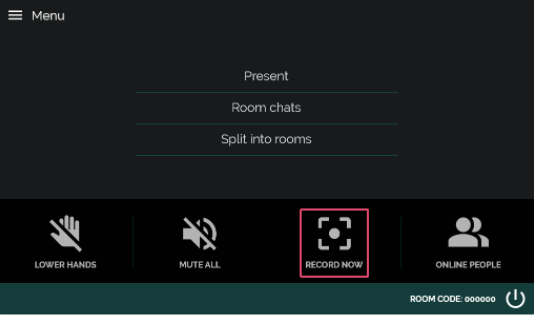 Menu
Present
Room chats
Split into rooms
LOWER HANDS
MUTE ALL
RECORD NOW
ONLINE PEOPLE
ROOM CODE: 000000